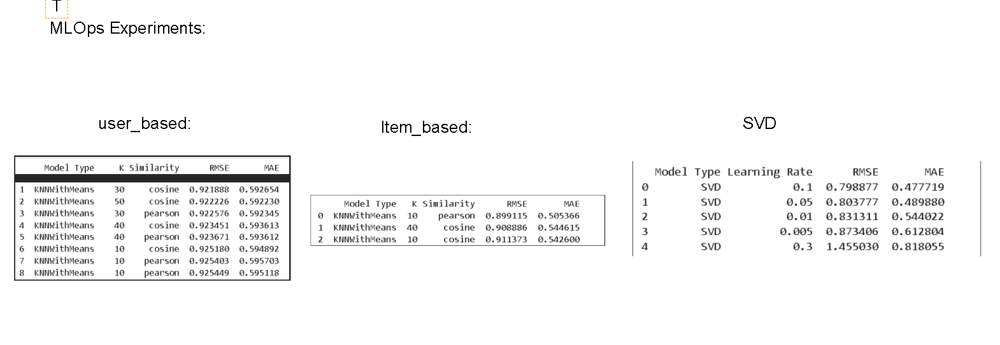 T
MLOps Experiments:
user_based:
Model Type K Similarity RMSE MAE
1 KNNWithMeans 30 cosine 0.921888 0.592654
2 KNNWithMeans 50 cosine 0.922226 0.592230
3 KNNWithMeans 30 pearson 0.922576 0.592345
4 KNNWithMeans 40 cosine 0.923451 0.593613
5 KNNWithMeans 40 pearson 0.923671 0.593612
6 KNNWithMeans 10 cosine 0.925180 0.594892
7 KNNWithMeans 10 pearson 0.925403 0.595703
8 KNNWithMeans 10 pearson 0.925449 0.595118
Item_based:
Model Type K Similarity RMSE MAE
0 KNNWithMeans 10 pearson 0.899115 0.505366
1 KNNWithMeans 40 cosine 0.908886 0.544615
2 KNNWithMeans 10 cosine 0.911373 0.542600
SVD
Model Type Learning Rate RMSE MAE
0 SVD 0.1 0.798877 0.477719
1 SVD 0.05 0.803777 0.489880
2 SVD 0.01 0.831311 0.544022
3 SVD 0.005 0.873406 0.612804
4 SVD 0.3 1.455030 0.818055